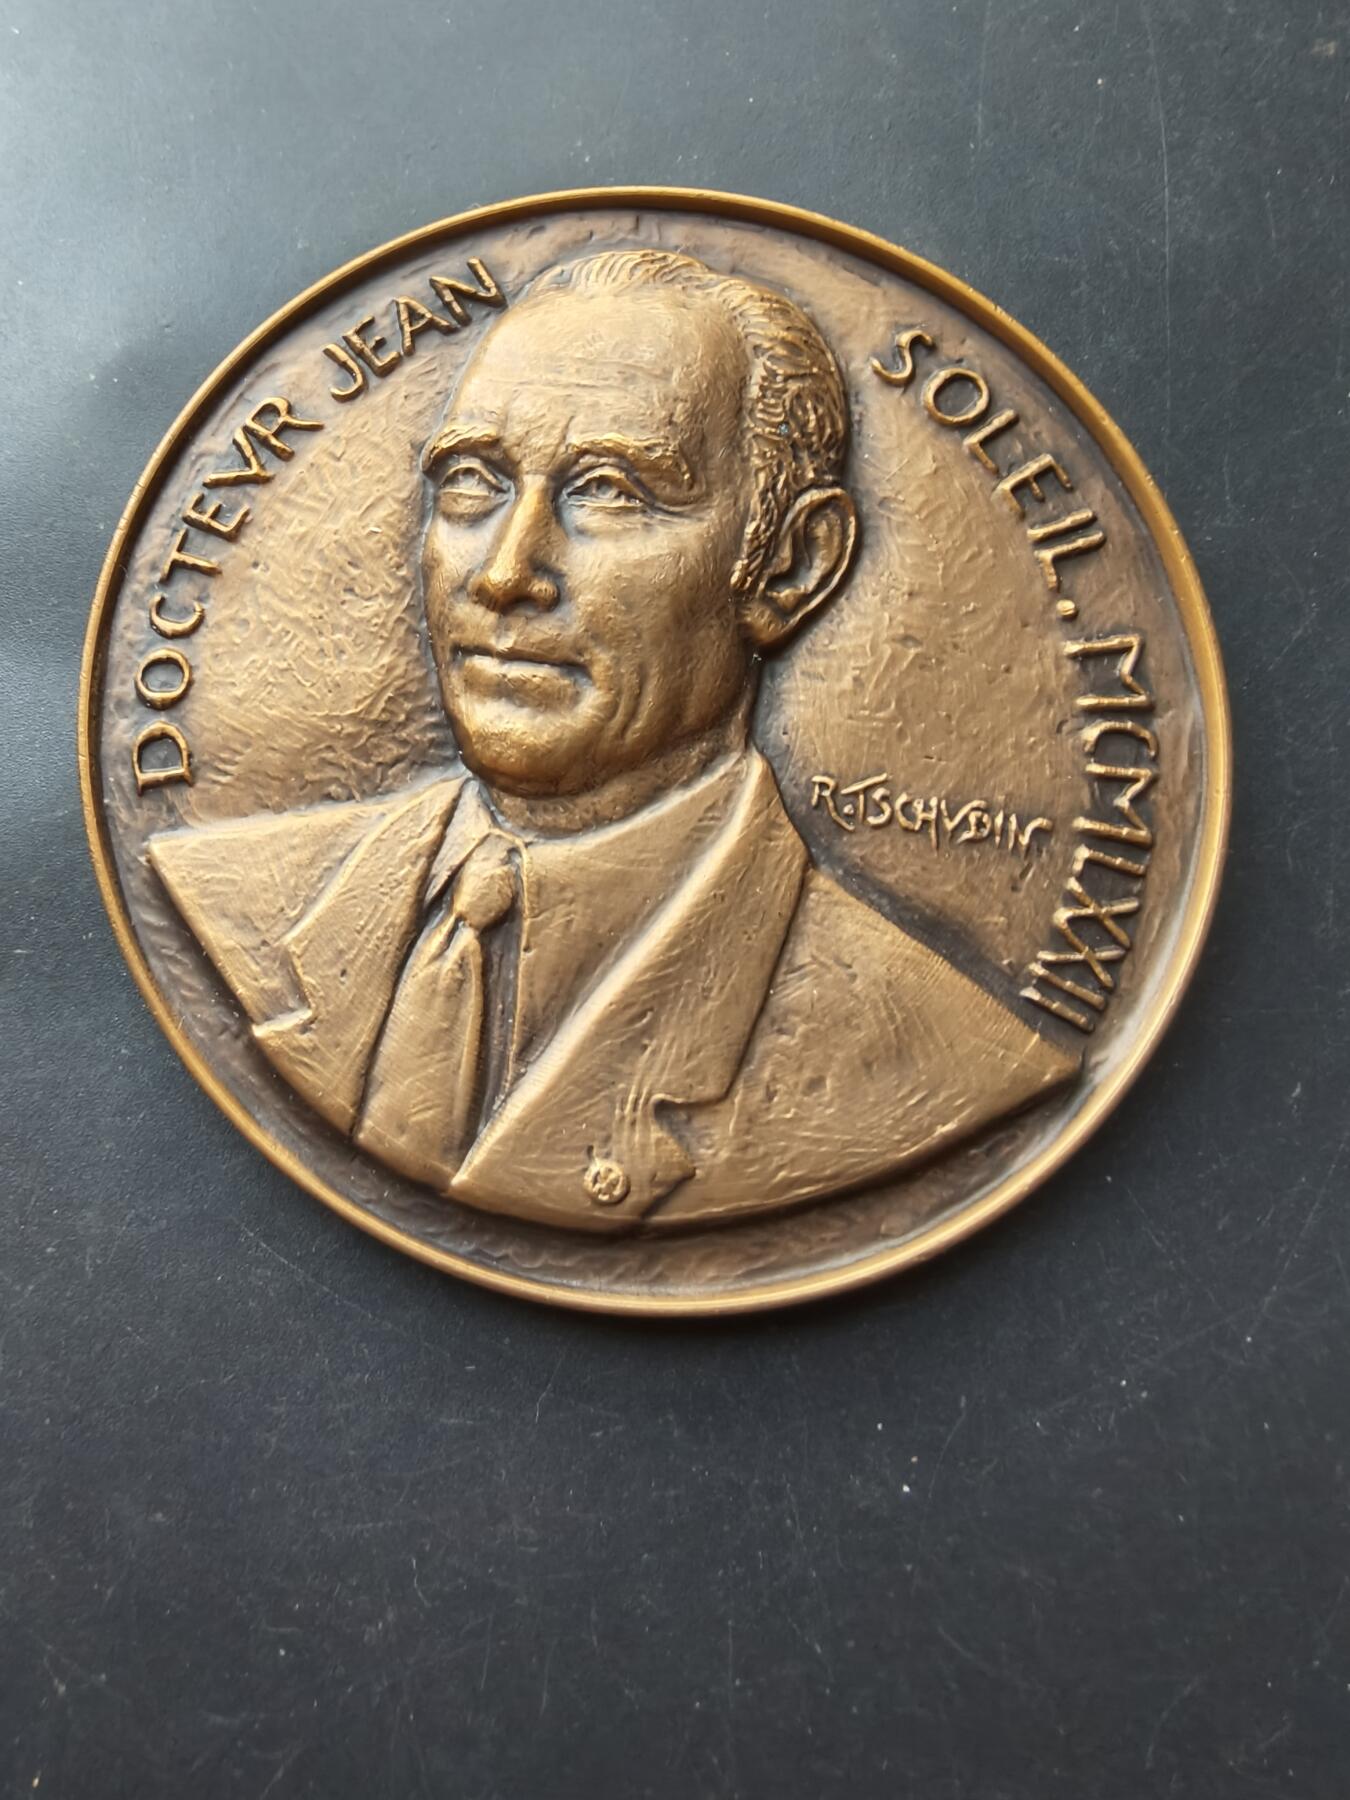 DOCTEVR JEAN SOLEIL. MCMLXXII
R. TSCHVDIN